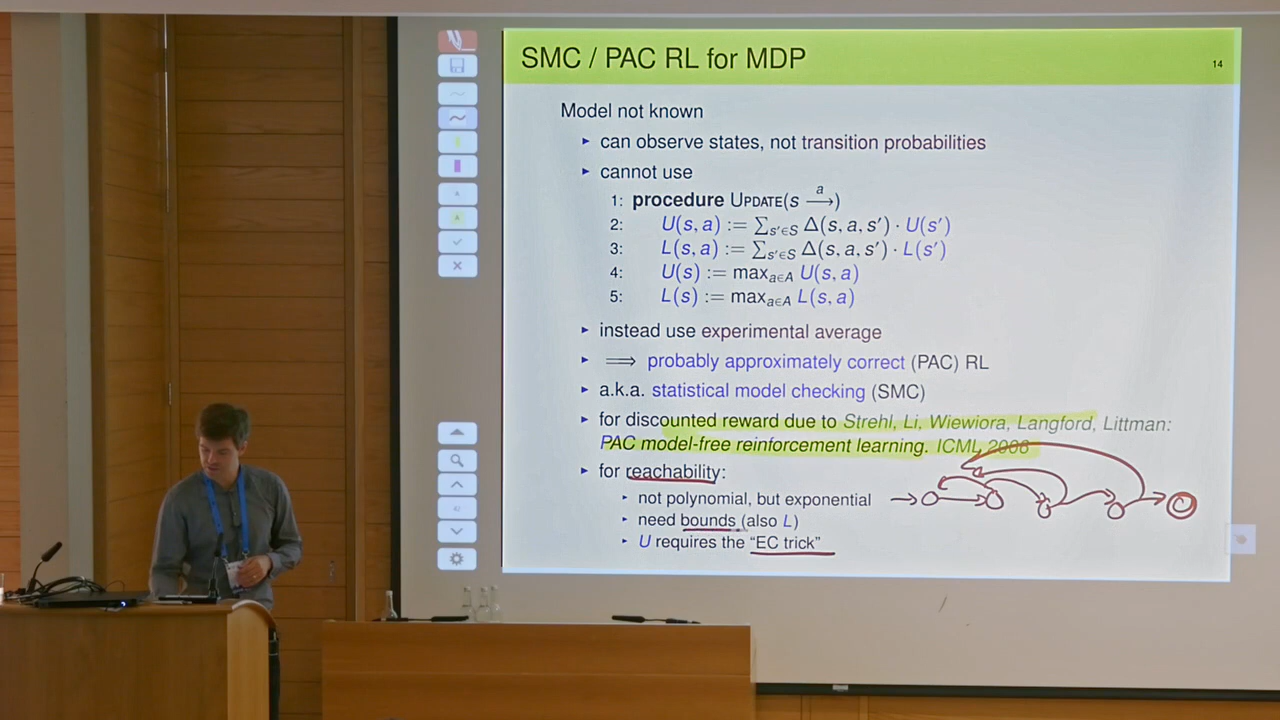 SMC / PAC RL for MDP
14
Model not known
▸ can observe states, not transition probabilities
▸ cannot use
1: procedure UPDATE(s —a→)
2: U(s, a) := ∑s'∈S Δ(s, a, s') · U(s')
3: L(s, a) := ∑s'∈S Δ(s, a, s') · L(s')
4: U(s) := maxa∈A U(s, a)
5: L(s) := maxa∈A L(s, a)
▸ instead use experimental average
▸ ⟹ probably approximately correct (PAC) RL
▸ a.k.a. statistical model checking (SMC)
▸ for discounted reward due to Strehl, Li, Wiewiora, Langford, Littman:
PAC model-free reinforcement learning. ICML 2006
▸ for reachability:
▸ not polynomial, but exponential
▸ need bounds (also L)
▸ U requires the “EC trick”